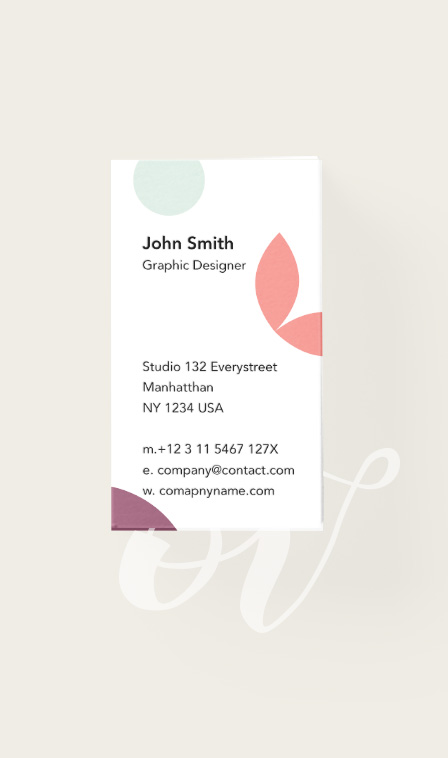 John Smith
Graphic Designer
Studio 132 Everystreet
Manhatthan
NY 1234 USA
m.+12 3 11 5467 127X
e. company@contact.com
w. comapnyname.com